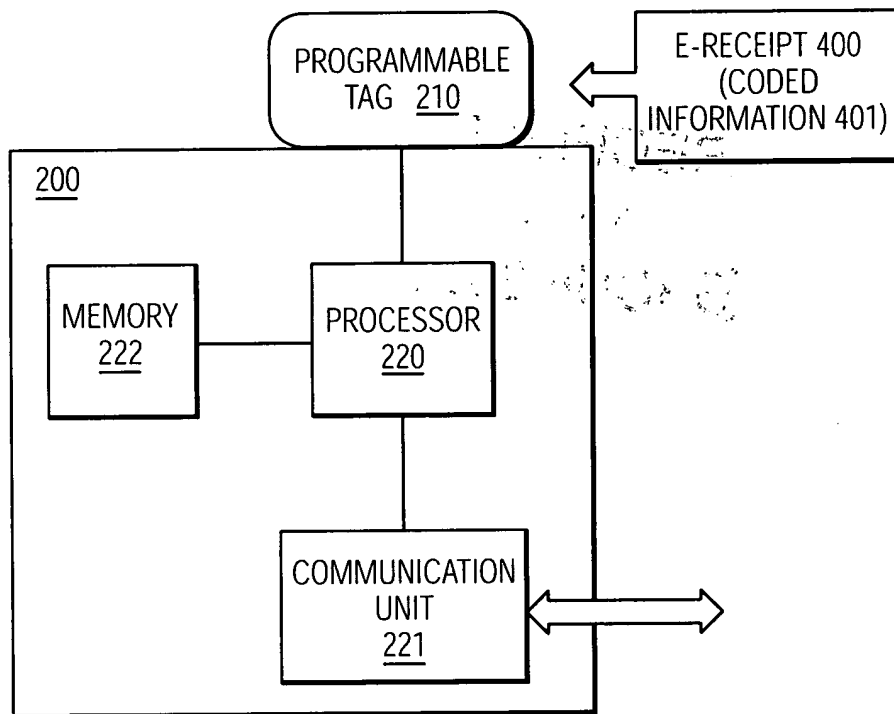 PROGRAMMABLE
TAG 210
E-RECEIPT 400
(CODED
INFORMATION 401)
200
MEMORY
222
PROCESSOR
220
COMMUNICATION
UNIT
221